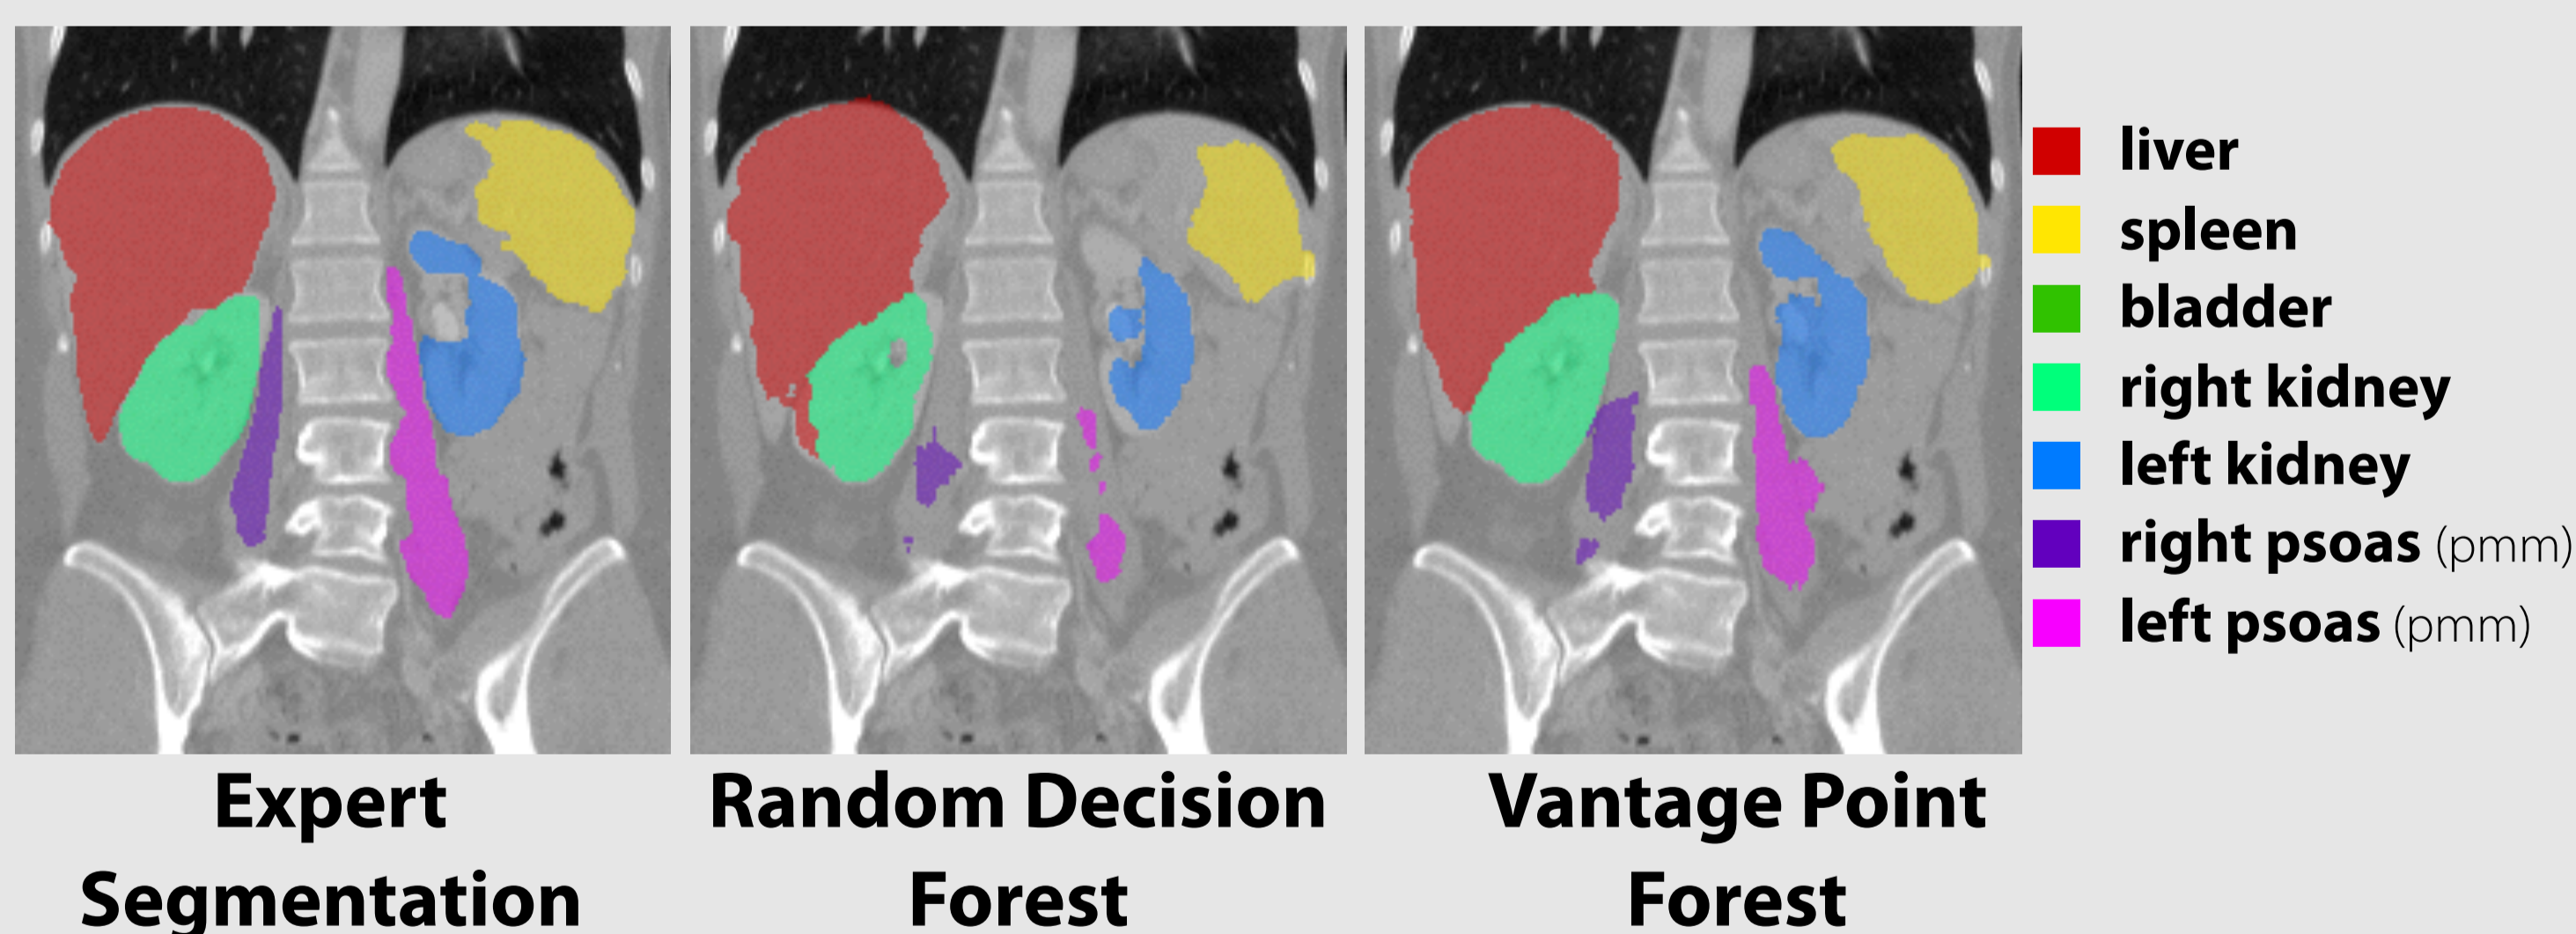 liver
spleen
bladder
right kidney
left kidney
right psoas (pmm)
left psoas (pmm)
Expert
Segmentation
Random Decision
Forest
Vantage Point
Forest